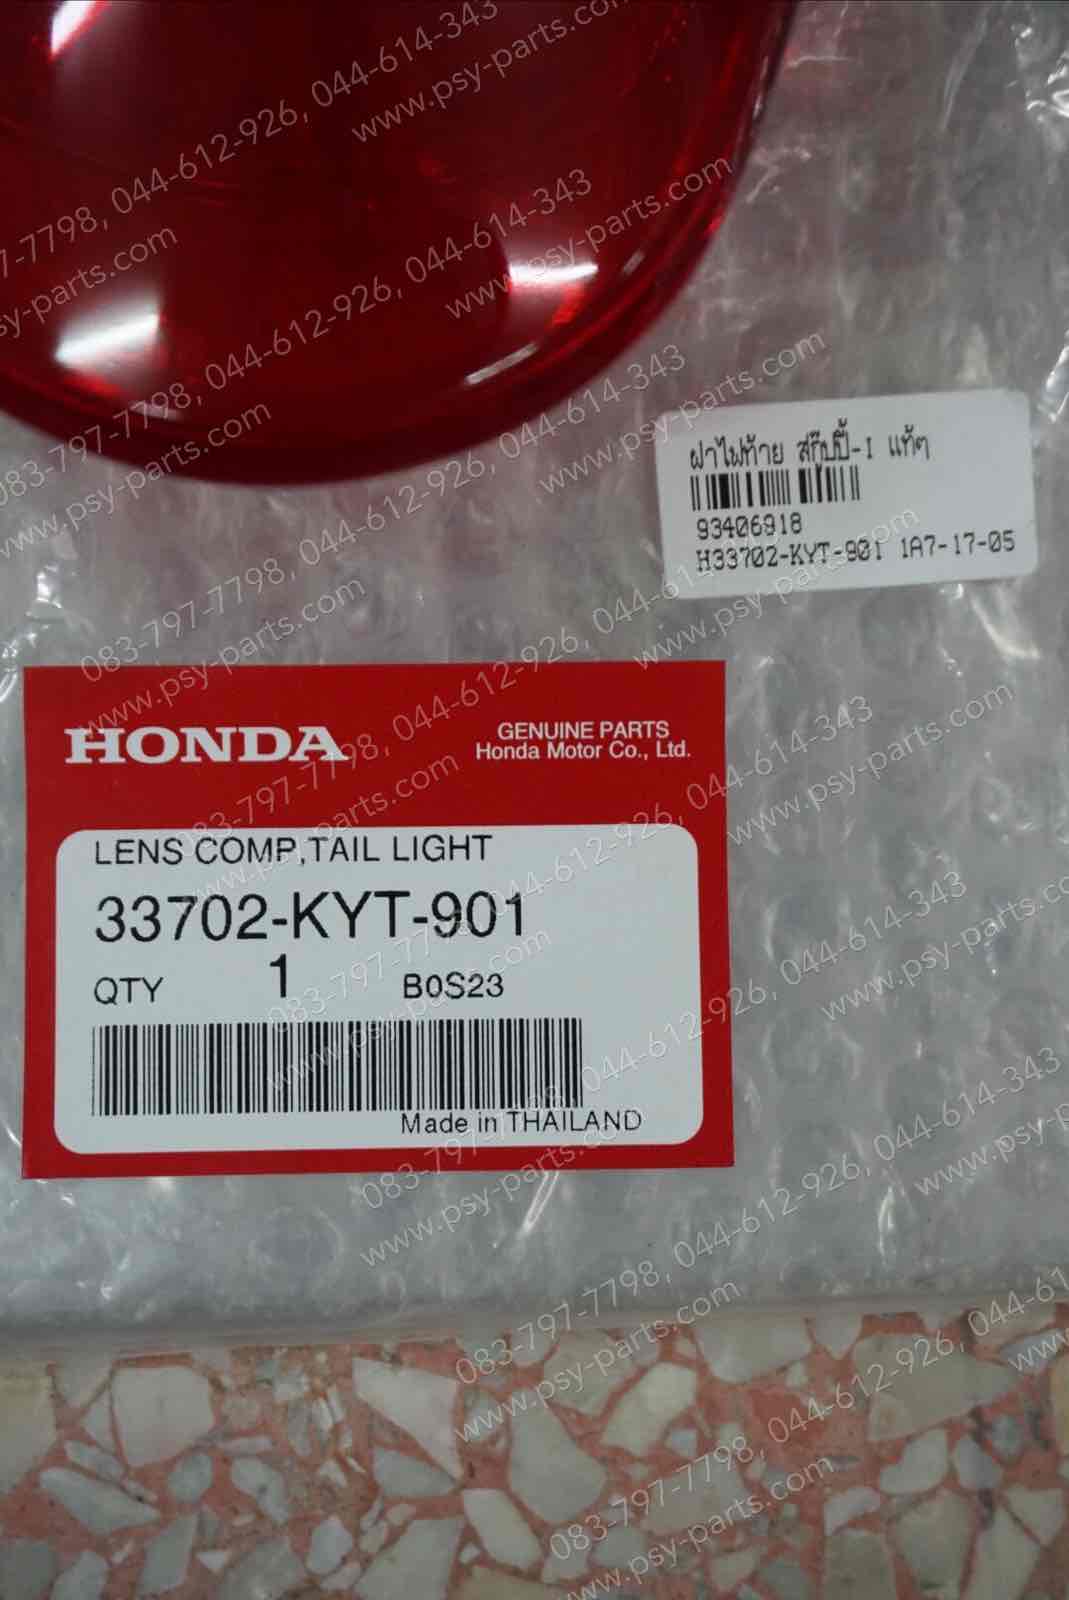 ฝาไฟท้าย สกู๊ปปี้-I แท้ๆ
93406918
H33702-KYT-901 1A7-17-05
HONDA
GENUINE PARTS
Honda Motor Co., Ltd.
LENS COMP,TAIL LIGHT
33702-KYT-901
QTY 1 B0S23
Made in THAILAND
083-797-7798, 044-612-926, 044-614-343
www.psy-parts.com